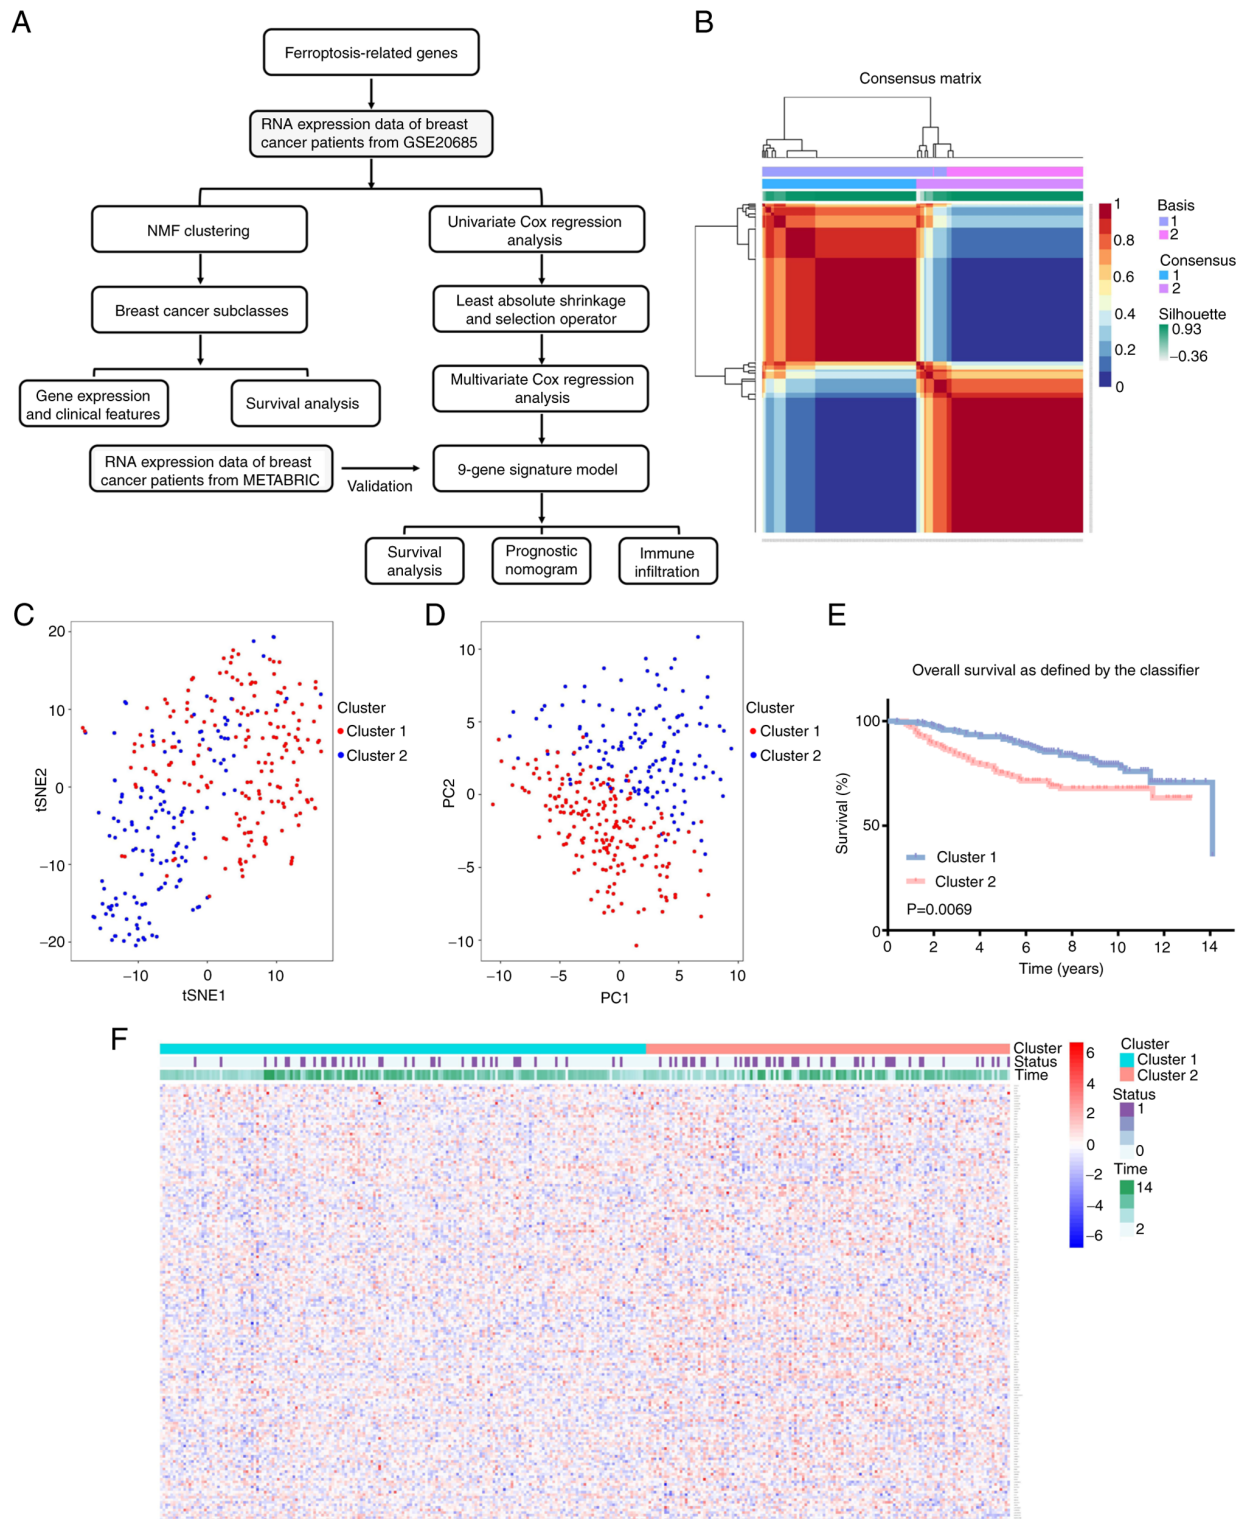 A
Ferroptosis-related genes
RNA expression data of breast
cancer patients from GSE20685
NMF clustering
Univariate Cox regression
analysis
Breast cancer subclasses
Least absolute shrinkage
and selection operator
Gene expression
and clinical features
Survival analysis
Multivariate Cox regression
analysis
RNA expression data of breast
cancer patients from METABRIC
Validation
9-gene signature model
Survival
analysis
Prognostic
nomogram
Immune
infiltration
B
Consensus matrix
1
0.8
0.6
0.4
0.2
0
Basis
1
2
Consensus
1
2
Silhouette
0.93
−0.36
C
20
10
0
−10
−20
tSNE2
−10
0
10
tSNE1
Cluster
Cluster 1
Cluster 2
D
10
5
0
−5
−10
PC2
−10
−5
0
5
10
PC1
Cluster
Cluster 1
Cluster 2
E
Overall survival as defined by the classifier
100
50
0
Survival (%)
Cluster 1
Cluster 2
P=0.0069
0
2
4
6
8
10
12
14
Time (years)
F
Cluster
Status
Time
6
4
2
0
−2
−4
−6
Cluster
Cluster 1
Cluster 2
Status
1
0
Time
14
2